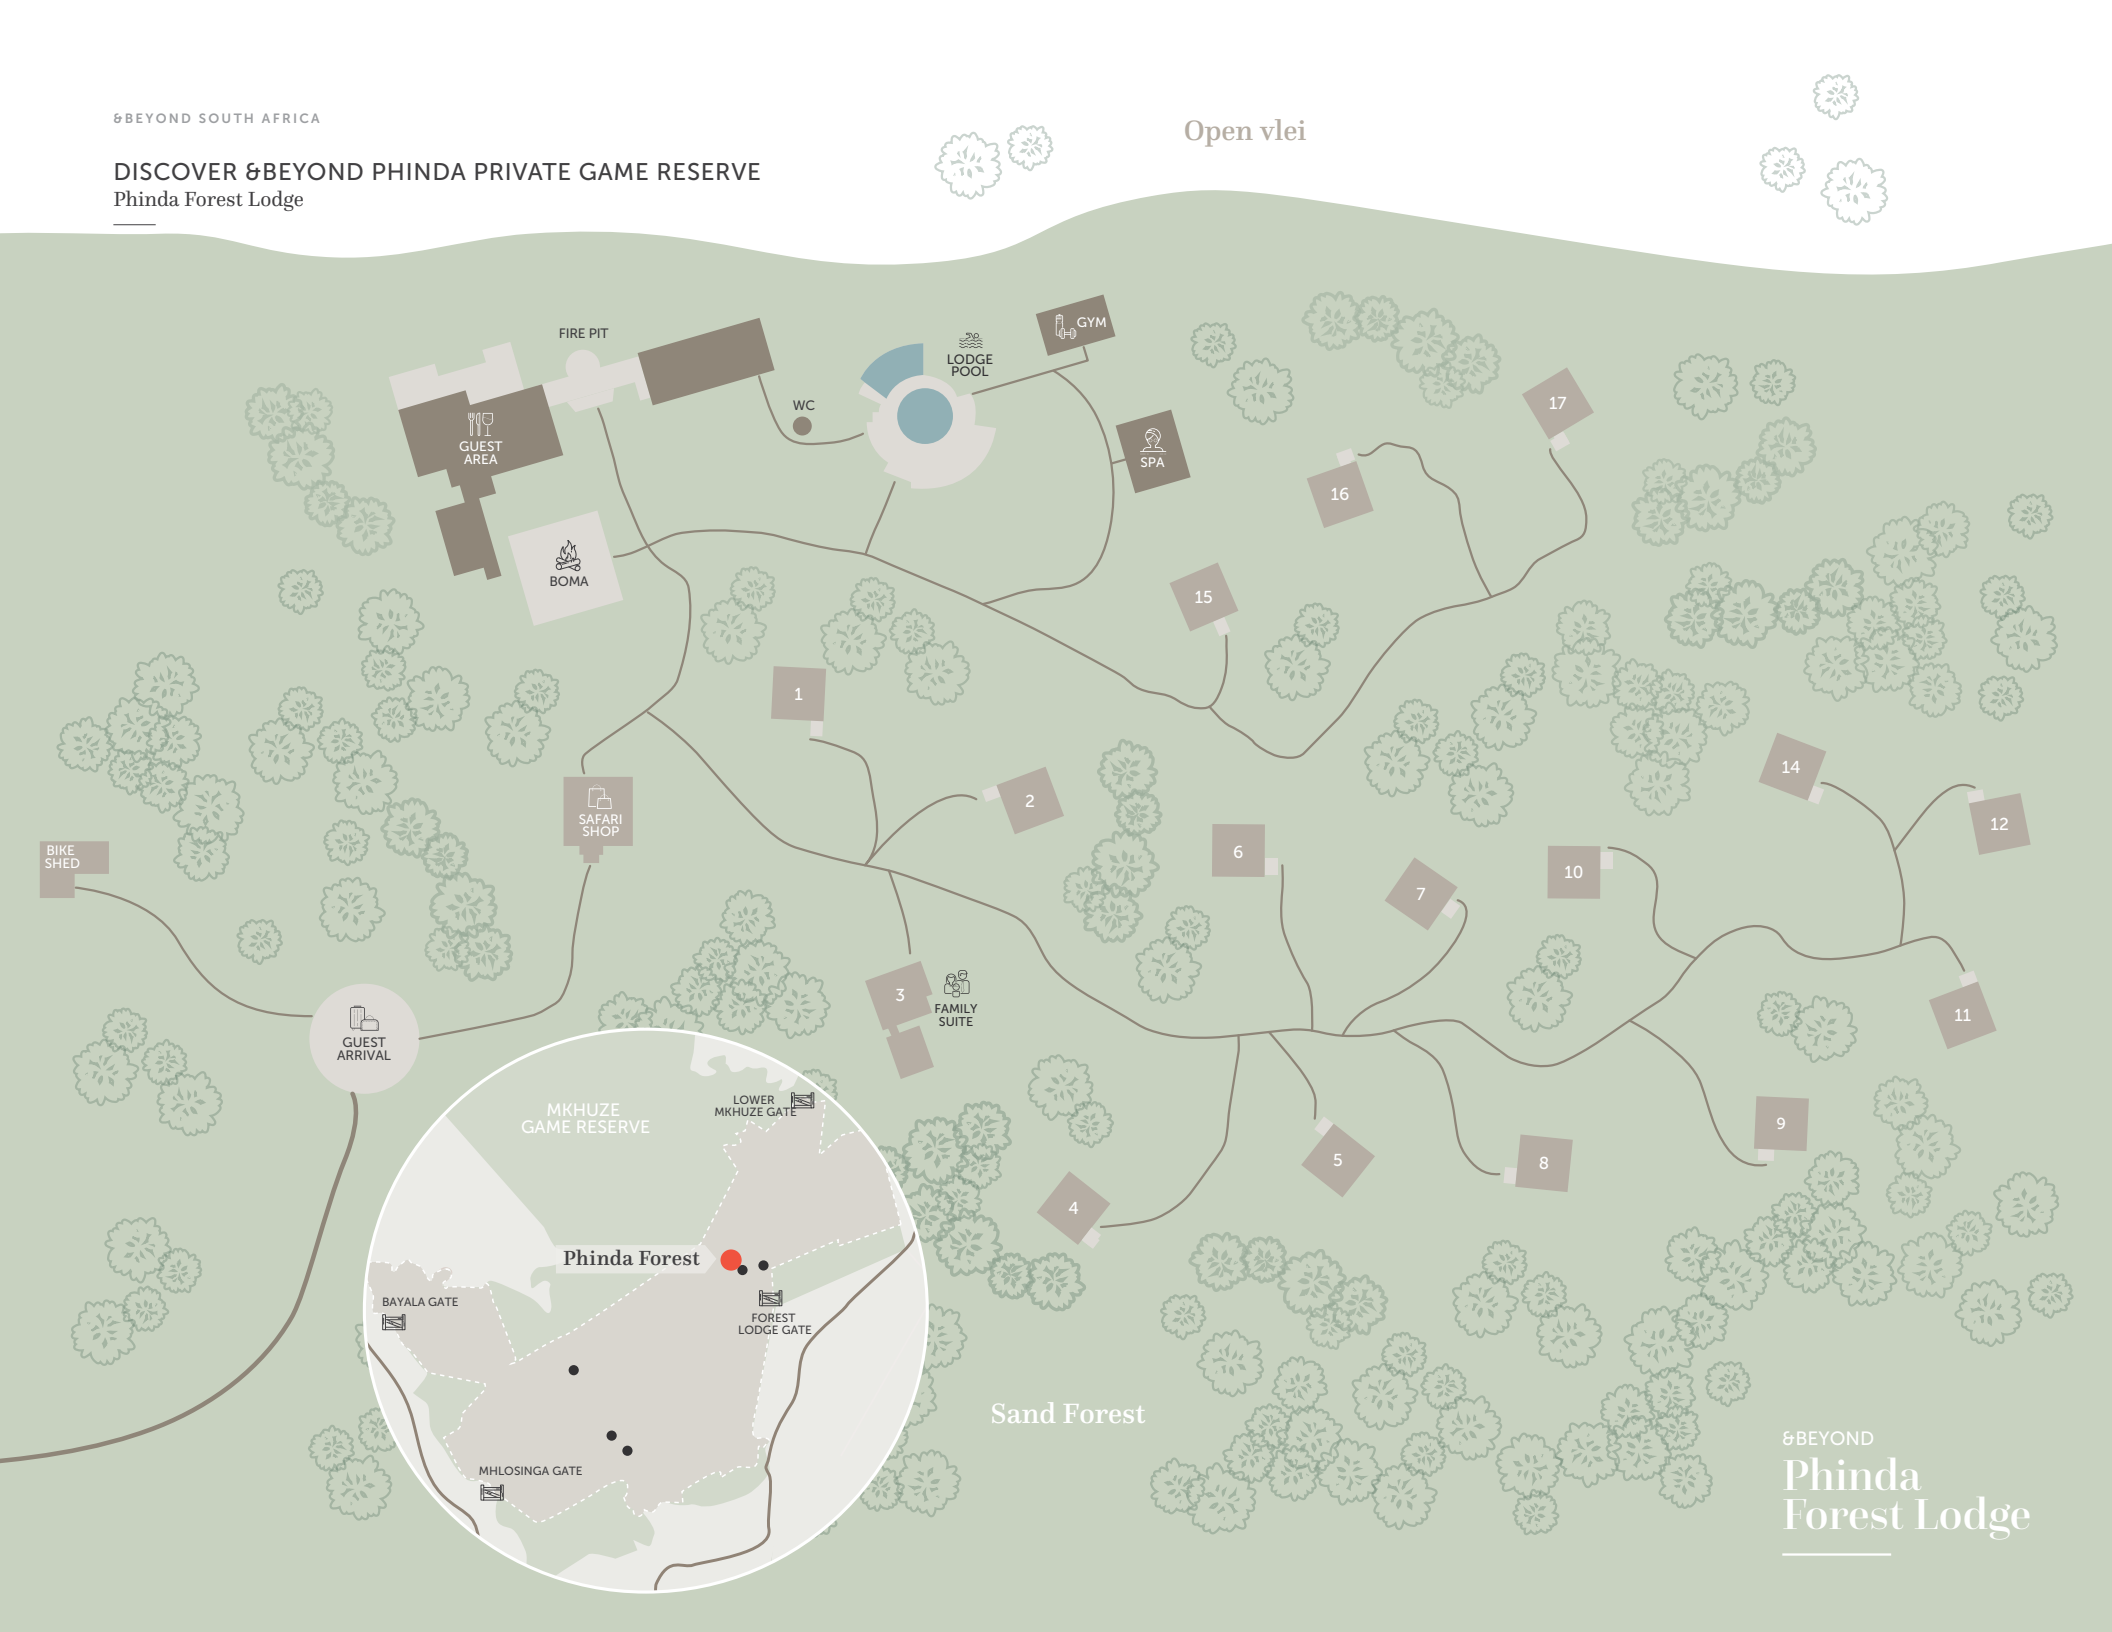 &BEYOND SOUTH AFRICA
DISCOVER &BEYOND PHINDA PRIVATE GAME RESERVE
Phinda Forest Lodge
Open vlei
FIRE PIT
GUEST
AREA
WC
LODGE
POOL
GYM
SPA
BOMA
17
16
15
1
2
SAFARI
SHOP
BIKE
SHED
6
7
10
14
12
3
FAMILY
SUITE
11
GUEST
ARRIVAL
4
5
8
9
MKHUZE
GAME RESERVE
LOWER
MKHUZE GATE
Phinda Forest
BAYALA GATE
FOREST
LODGE GATE
MHLOSINGA GATE
Sand Forest
&BEYOND
Phinda
Forest Lodge